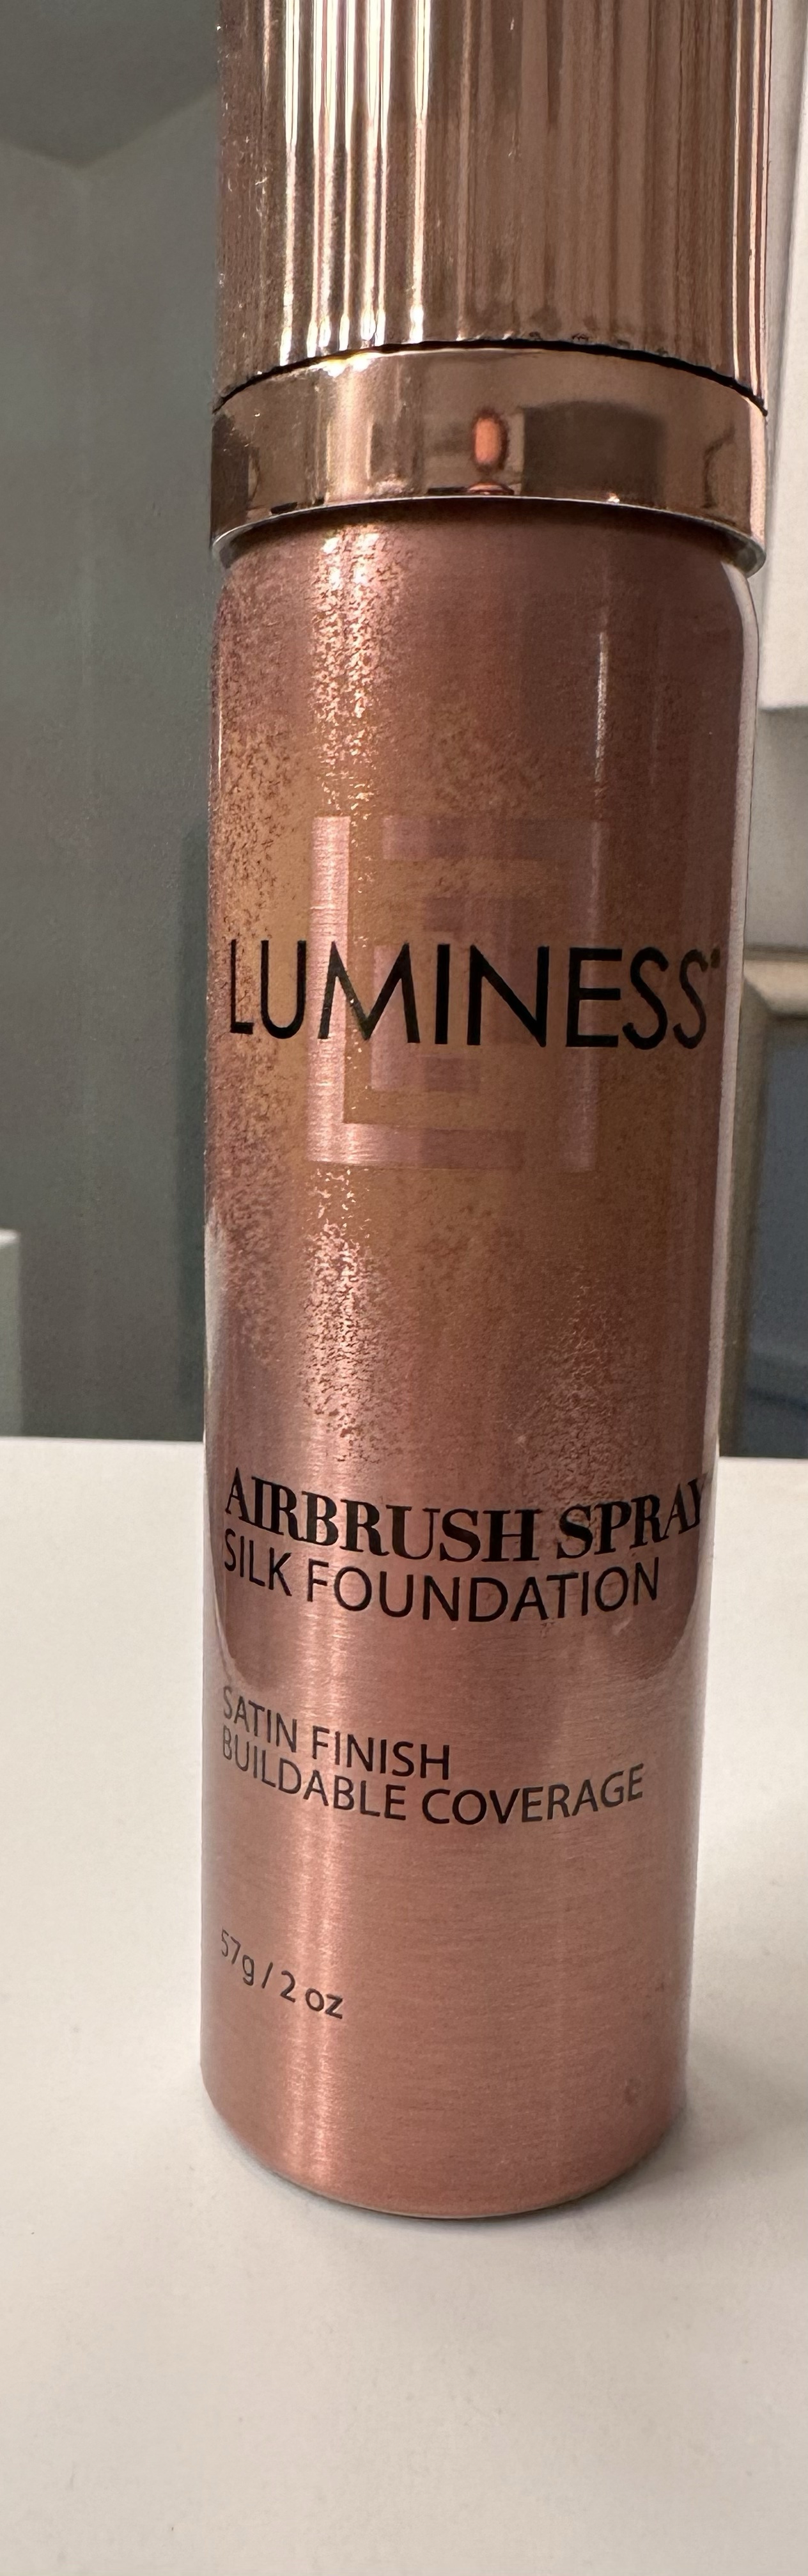 LUMINESS®
AIRBRUSH SPRAY
SILK FOUNDATION
SATIN FINISH
BUILDABLE COVERAGE
57g / 2 oz